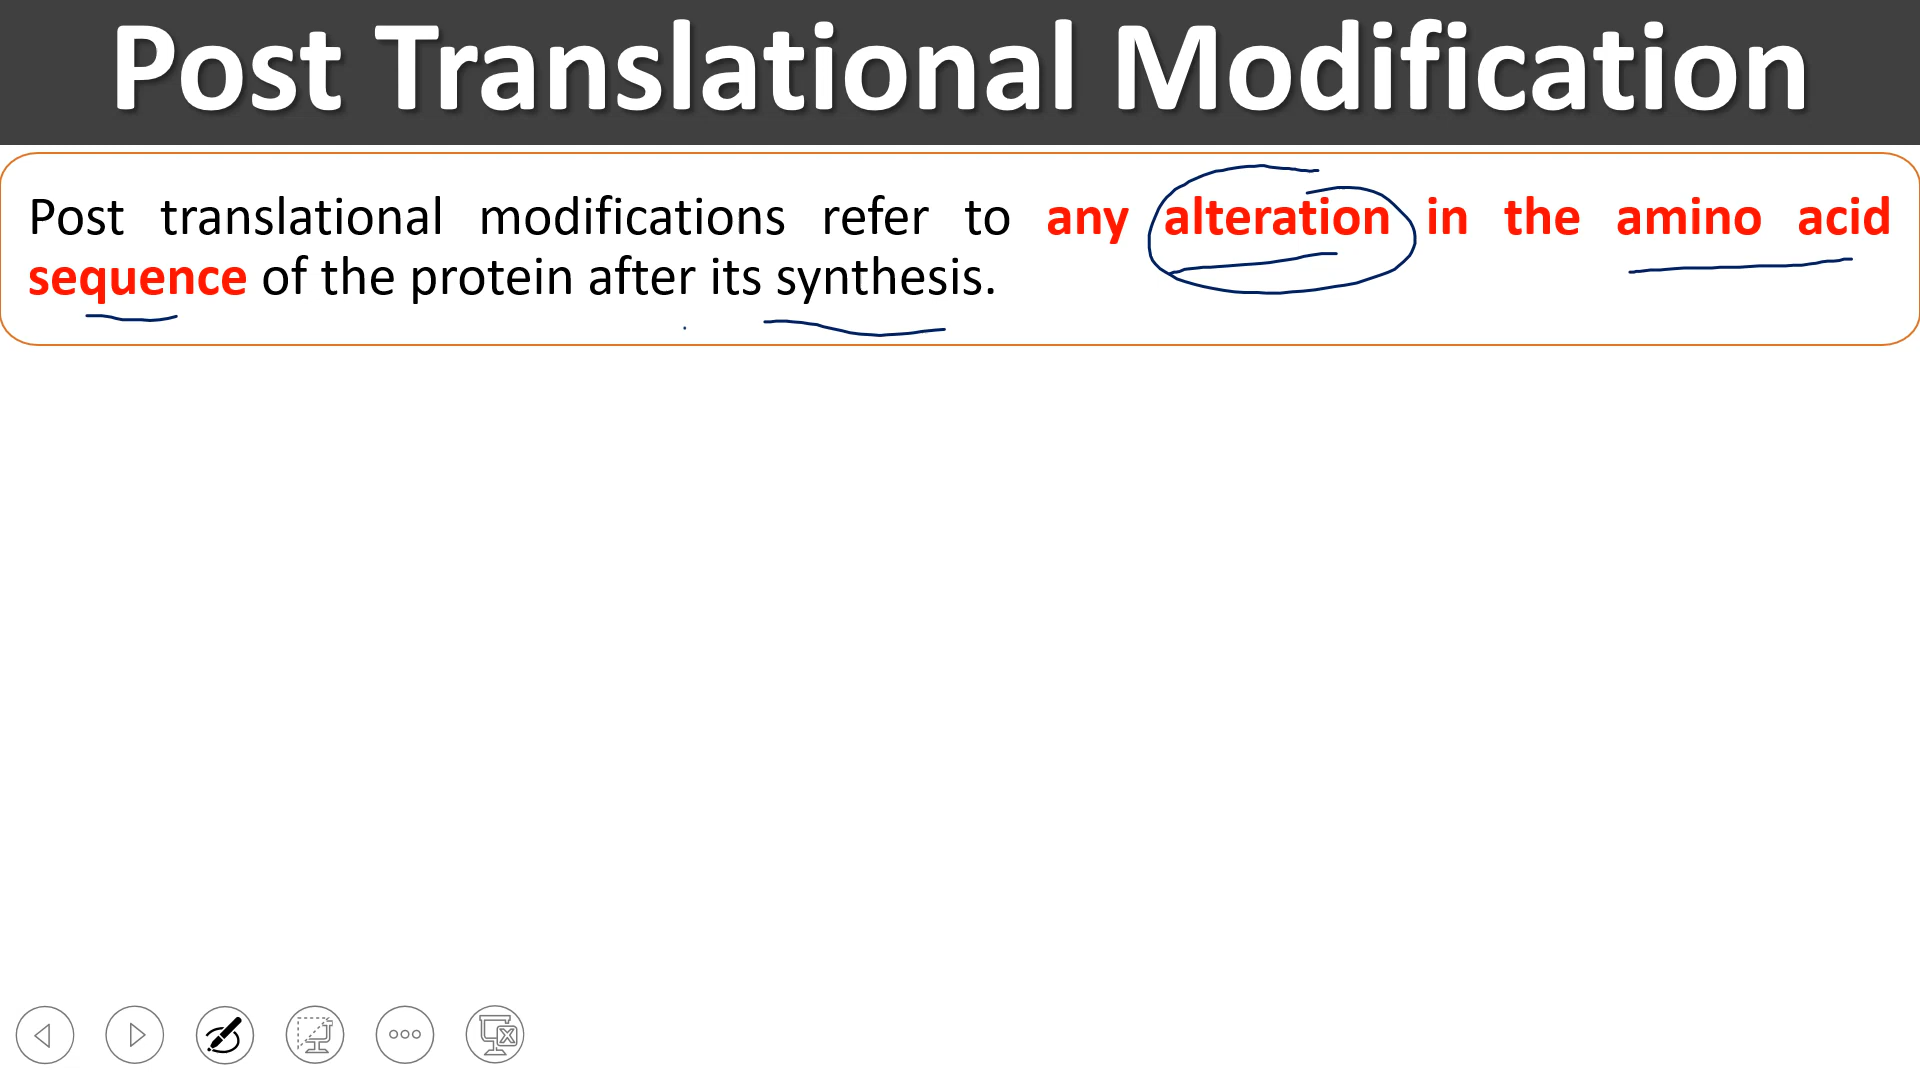 Post Translational Modification
Post translational modifications refer to any alteration in the amino acid
sequence of the protein after its synthesis.